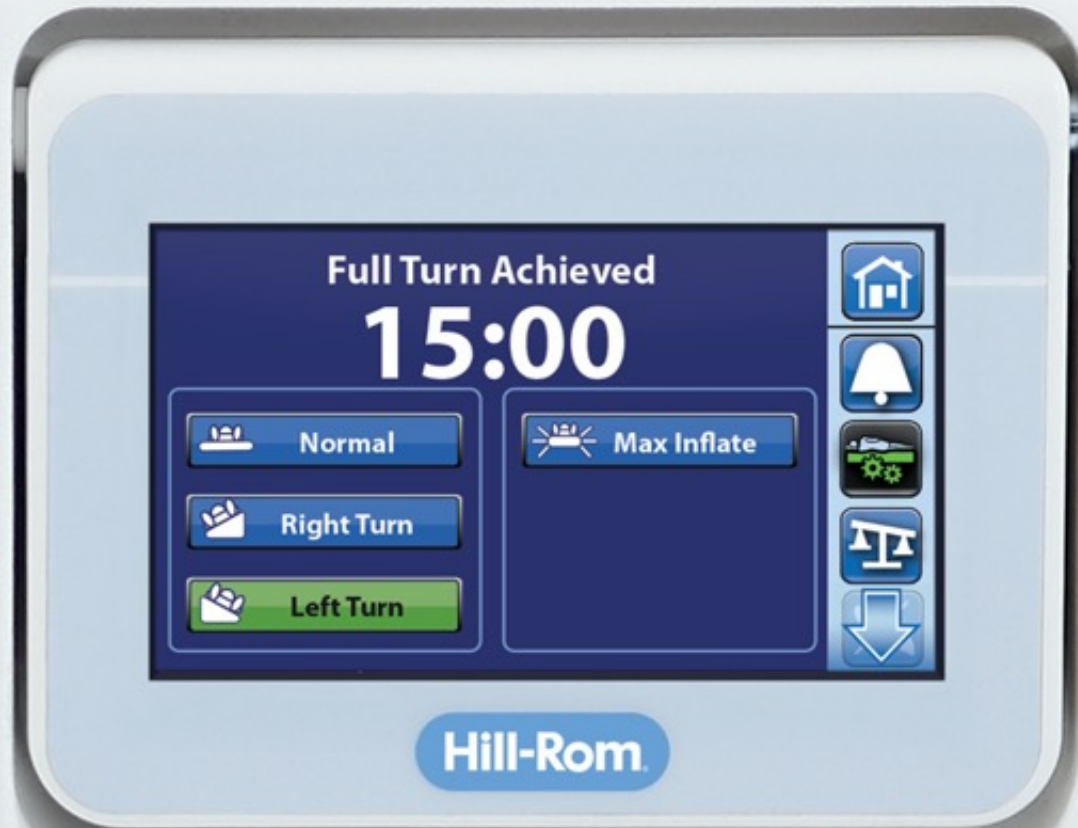 Full Turn Achieved
15:00
Normal
Max Inflate
Right Turn
Left Turn
Hill-Rom